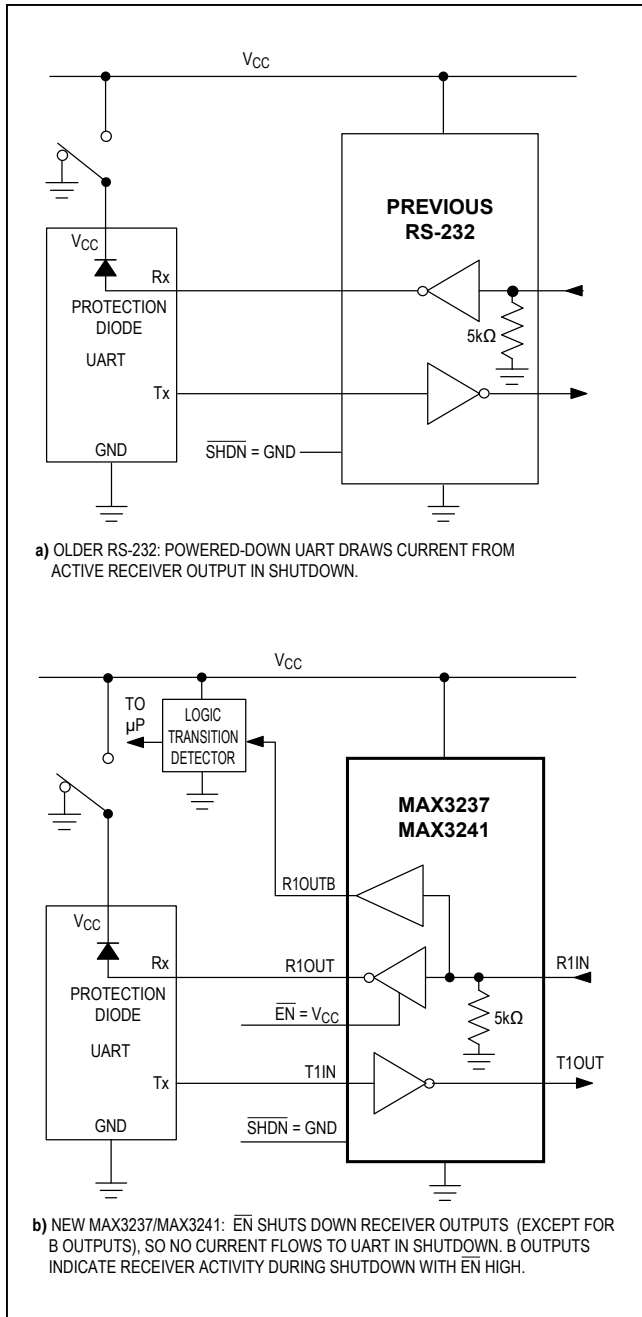 VCC
PREVIOUS
RS-232
VCC
Rx
PROTECTION
DIODE
5kΩ
UART
Tx
GND
SHDN = GND
a) OLDER RS-232: POWERED-DOWN UART DRAWS CURRENT FROM
ACTIVE RECEIVER OUTPUT IN SHUTDOWN.
VCC
TO
µP
LOGIC
TRANSITION
DETECTOR
MAX3237
MAX3241
R1OUTB
VCC
Rx
R1OUT
R1IN
PROTECTION
DIODE
EN = VCC
5kΩ
UART
Tx
T1IN
T1OUT
GND
SHDN = GND
b) NEW MAX3237/MAX3241: EN SHUTS DOWN RECEIVER OUTPUTS (EXCEPT FOR
B OUTPUTS), SO NO CURRENT FLOWS TO UART IN SHUTDOWN. B OUTPUTS
INDICATE RECEIVER ACTIVITY DURING SHUTDOWN WITH EN HIGH.